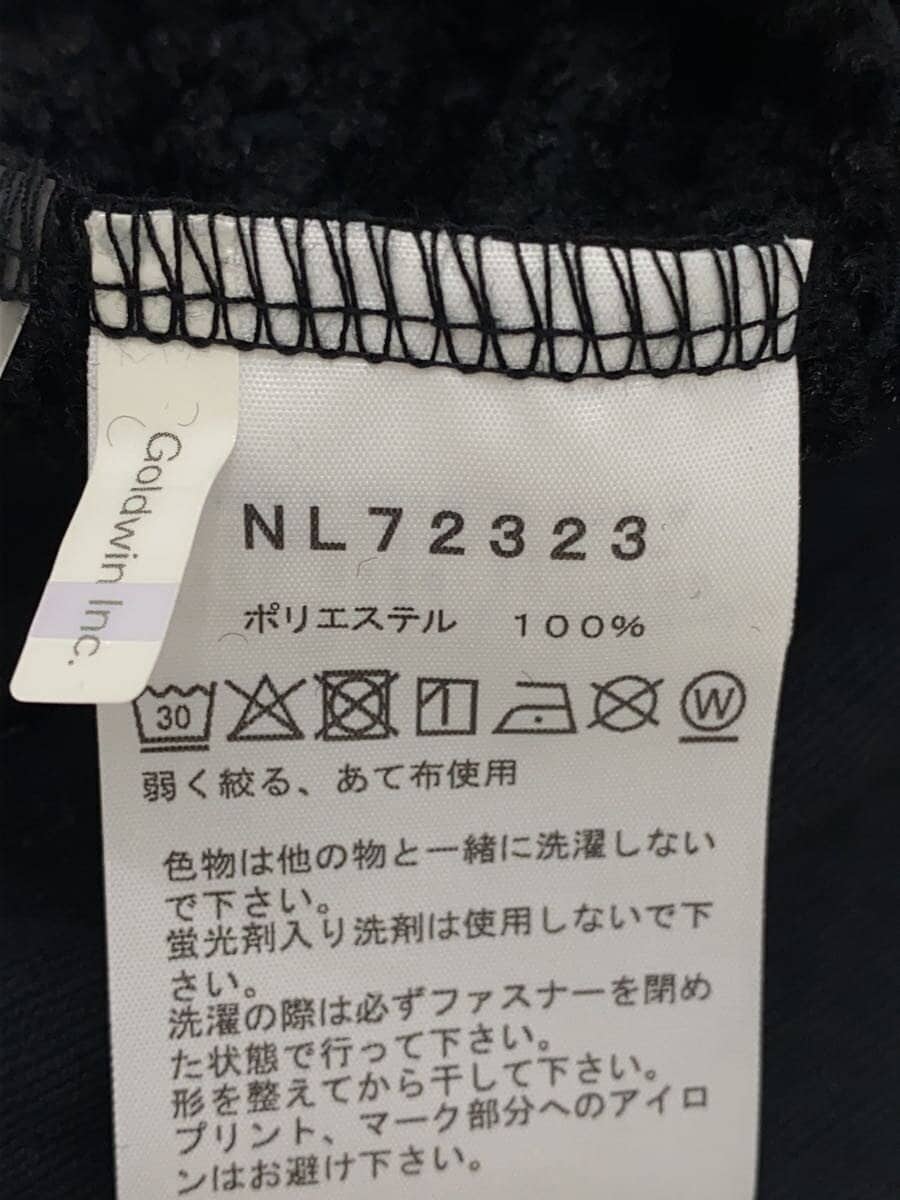 Goldwin Inc.
NL72323
ポリエステル 100%
30
W
弱く絞る、あて布使用
色物は他の物と一緒に洗濯しない
で下さい。
蛍光剤入り洗剤は使用しないで下
さい。
洗濯の際は必ずファスナーを閉め
た状態で行って下さい。
形を整えてから干して下さい。
プリント、マーク部分へのアイロ
ンはお避け下さい。